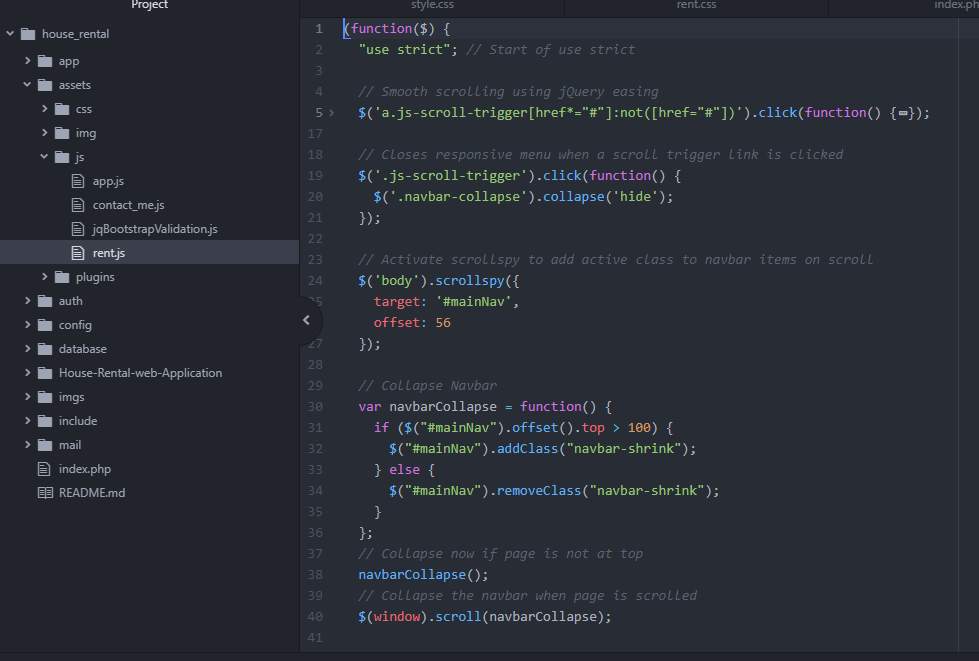 Project
house_rental
app
assets
css
img
js
app.js
contact_me.js
jqBootstrapValidation.js
rent.js
plugins
auth
config
database
House-Rental-web-Application
imgs
include
mail
index.php
README.md
style.css
rent.css
index.ph
1 (function($) {
2 "use strict"; // Start of use strict
3
4 // Smooth scrolling using jQuery easing
5 $('a.js-scroll-trigger[href*="#"]:not([href="#"])').click(function() {…});
17
18 // Closes responsive menu when a scroll trigger link is clicked
19 $('.js-scroll-trigger').click(function() {
20 $('.navbar-collapse').collapse('hide');
21 });
22
23 // Activate scrollspy to add active class to navbar items on scroll
24 $('body').scrollspy({
25 target: '#mainNav',
offset: 56
27 });
28
29 // Collapse Navbar
30 var navbarCollapse = function() {
31 if ($("#mainNav").offset().top > 100) {
32 $("#mainNav").addClass("navbar-shrink");
33 } else {
34 $("#mainNav").removeClass("navbar-shrink");
35 }
36 };
37 // Collapse now if page is not at top
38 navbarCollapse();
39 // Collapse the navbar when page is scrolled
40 $(window).scroll(navbarCollapse);
41